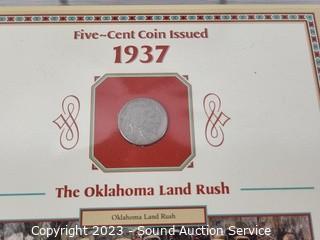 Five~Cent Coin Issued
1937
The Oklahoma Land Rush
Oklahoma Land Rush
Copyright 2023 - Sound Auction Service